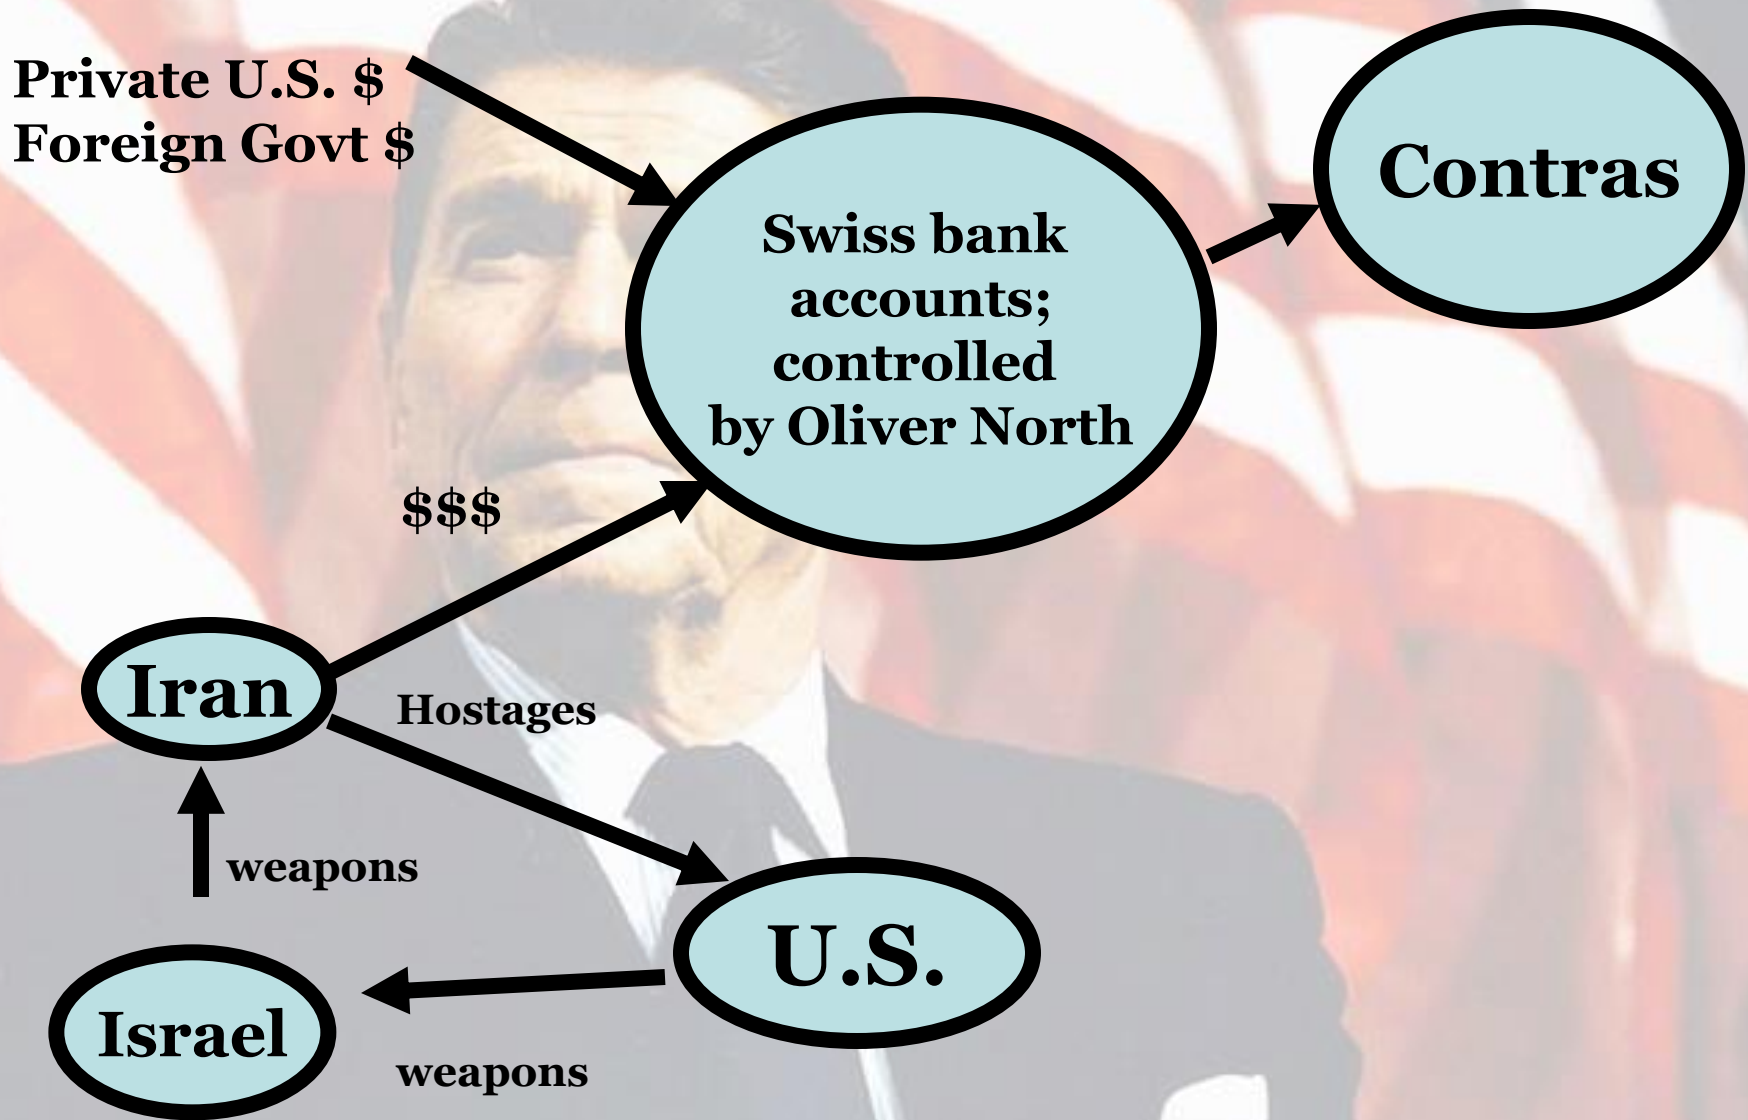 Private U.S. $
Foreign Govt $
Contras
Swiss bank
accounts;
controlled
by Oliver North
$$$
Iran
Hostages
weapons
U.S.
Israel
weapons